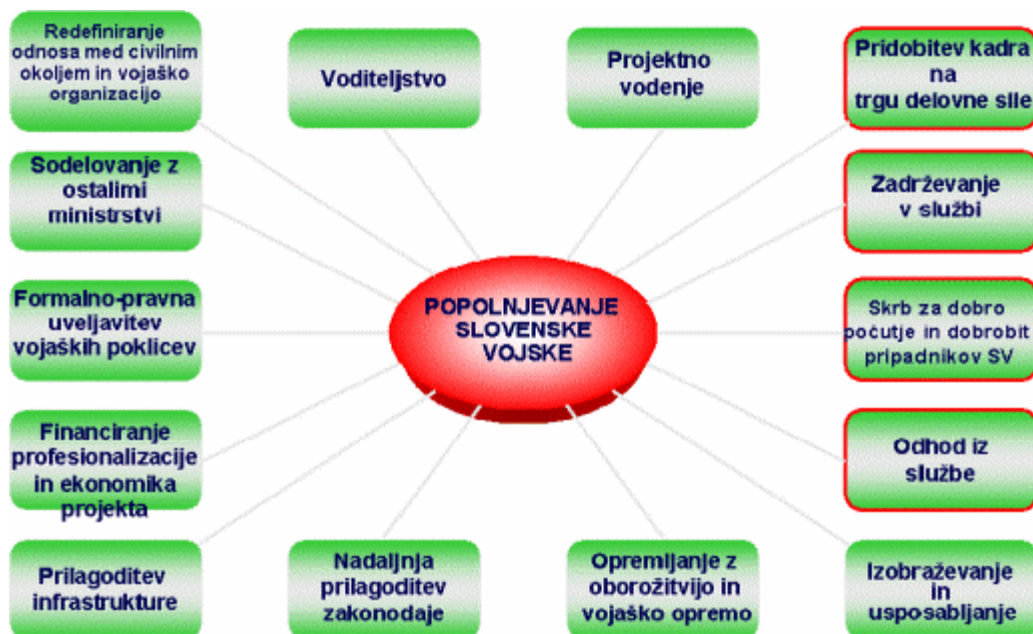 Redefiniranje
odnosa med civilnim
okoljem in vojaško
organizacijo
Voditeljstvo
Projektno
vodenje
Pridobitev kadra
na
trgu delovne sile
Sodelovanje z
ostalimi
ministrstvi
Zadrževanje
v službi
Formalno-pravna
uveljavitev
vojaških poklicev
POPOLNJEVANJE
SLOVENSKE
VOJSKE
Skrb za dobro
počutje in dobrobit
pripadnikov SV
Financiranje
profesionalizacije
in ekonomika
projekta
Odhod iz
službe
Prilagoditev
infrastrukture
Nadaljnja
prilagoditev
zakonodaje
Opremljanje z
oborožitvijo in
vojaško opremo
Izobraževanje
in
usposabljanje